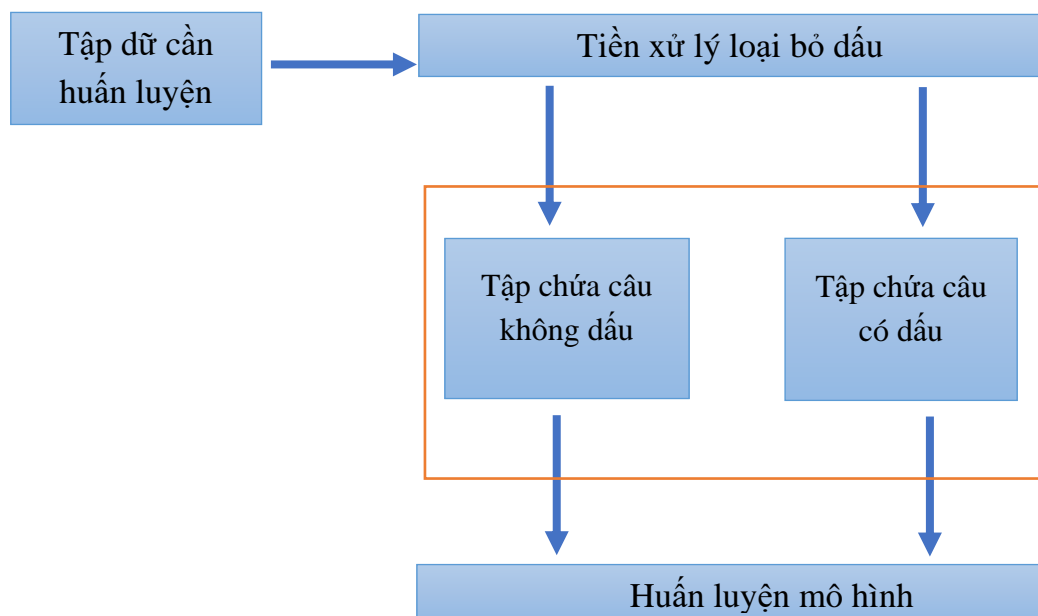 Tập dữ cần
huấn luyện
Tiền xử lý loại bỏ dấu
Tập chứa câu
không dấu
Tập chứa câu
có dấu
Huấn luyện mô hình